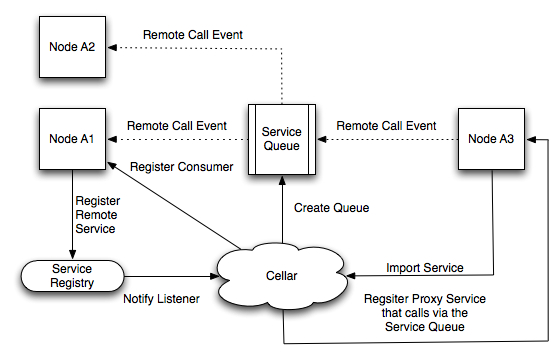 Node A2
Remote Call Event
Node A1
Remote Call Event
Service
Queue
Remote Call Event
Node A3
Register Consumer
Register
Remote
Service
Create Queue
Service
Registry
Notify Listener
Cellar
Import Service
Regsiter Proxy Service
that calls via the
Service Queue